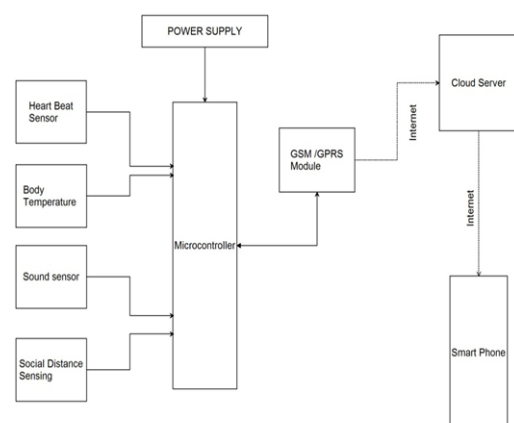 POWER SUPPLY
Heart Beat
Sensor
Body
Temperature
Sound sensor
Social Distance
Sensing
Microcontroller
GSM /GPRS
Module
Internet
Cloud Server
Internet
Smart Phone